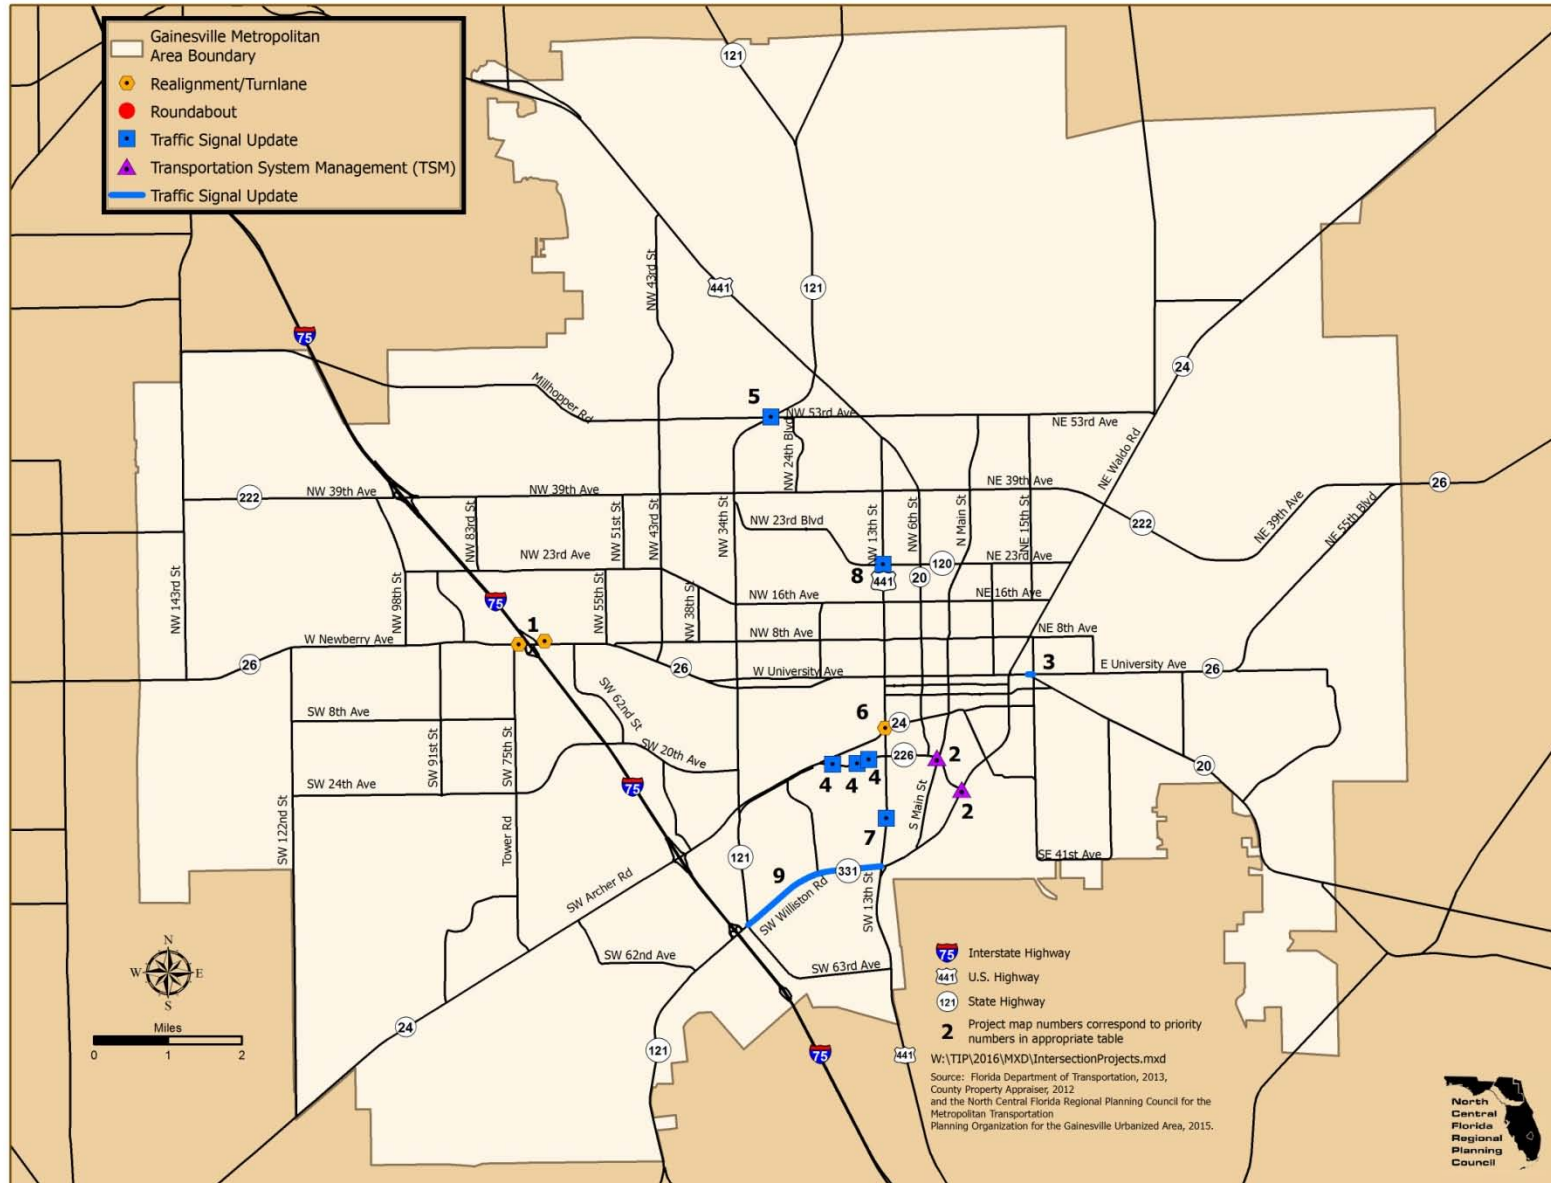 Gainesville Metropolitan
Area Boundary
Realignment/Turnlane
Roundabout
Traffic Signal Update
Transportation System Management (TSM)
Traffic Signal Update
121
441
121
NW 43rd St
75
24
Millhopper Rd
5
NW 53rd Ave
NE 53rd Ave
NW 24th Blvd
NE Waldo Rd
222
NW 39th Ave
NW 39th Ave
NE 39th Ave
26
NE 39th Ave
NE 55th Blvd
222
NW 83rd St
NW 51st St
NW 43rd St
NW 34th St
NW 23rd Blvd
NW 13th St
NW 6th St
N Main St
NE 15th St
NW 23rd Ave
NE 23rd Ave
120
8
441
20
NW 143rd St
NW 98th St
75
NW 55th St
NW 38th St
NW 16th Ave
NE 16th Ave
1
W Newberry Ave
NW 8th Ave
NE 8th Ave
26
26
W University Ave
3
E University Ave
26
SW 8th Ave
SW 62nd St
6
24
SW 91st St
SW 75th St
SW 20th Ave
226
2
20
SW 24th Ave
75
4
4
4
2
S Main St
SW 122nd St
Tower Rd
7
121
331
SE 41st Ave
SW Archer Rd
9
SW Williston Rd
SW 13th St
SW 62nd Ave
SW 63rd Ave
N
W
E
S
Miles
0
1
2
24
121
75
441
75
Interstate Highway
441
U.S. Highway
121
State Highway
2
Project map numbers correspond to priority
numbers in appropriate table
W:\TIP\2016\MXD\IntersectionProjects.mxd
Source: Florida Department of Transportation, 2013,
County Property Appraiser, 2012
and the North Central Florida Regional Planning Council for the
Metropolitan Transportation
Planning Organization for the Gainesville Urbanized Area, 2015.
North
Central
Florida
Regional
Planning
Council